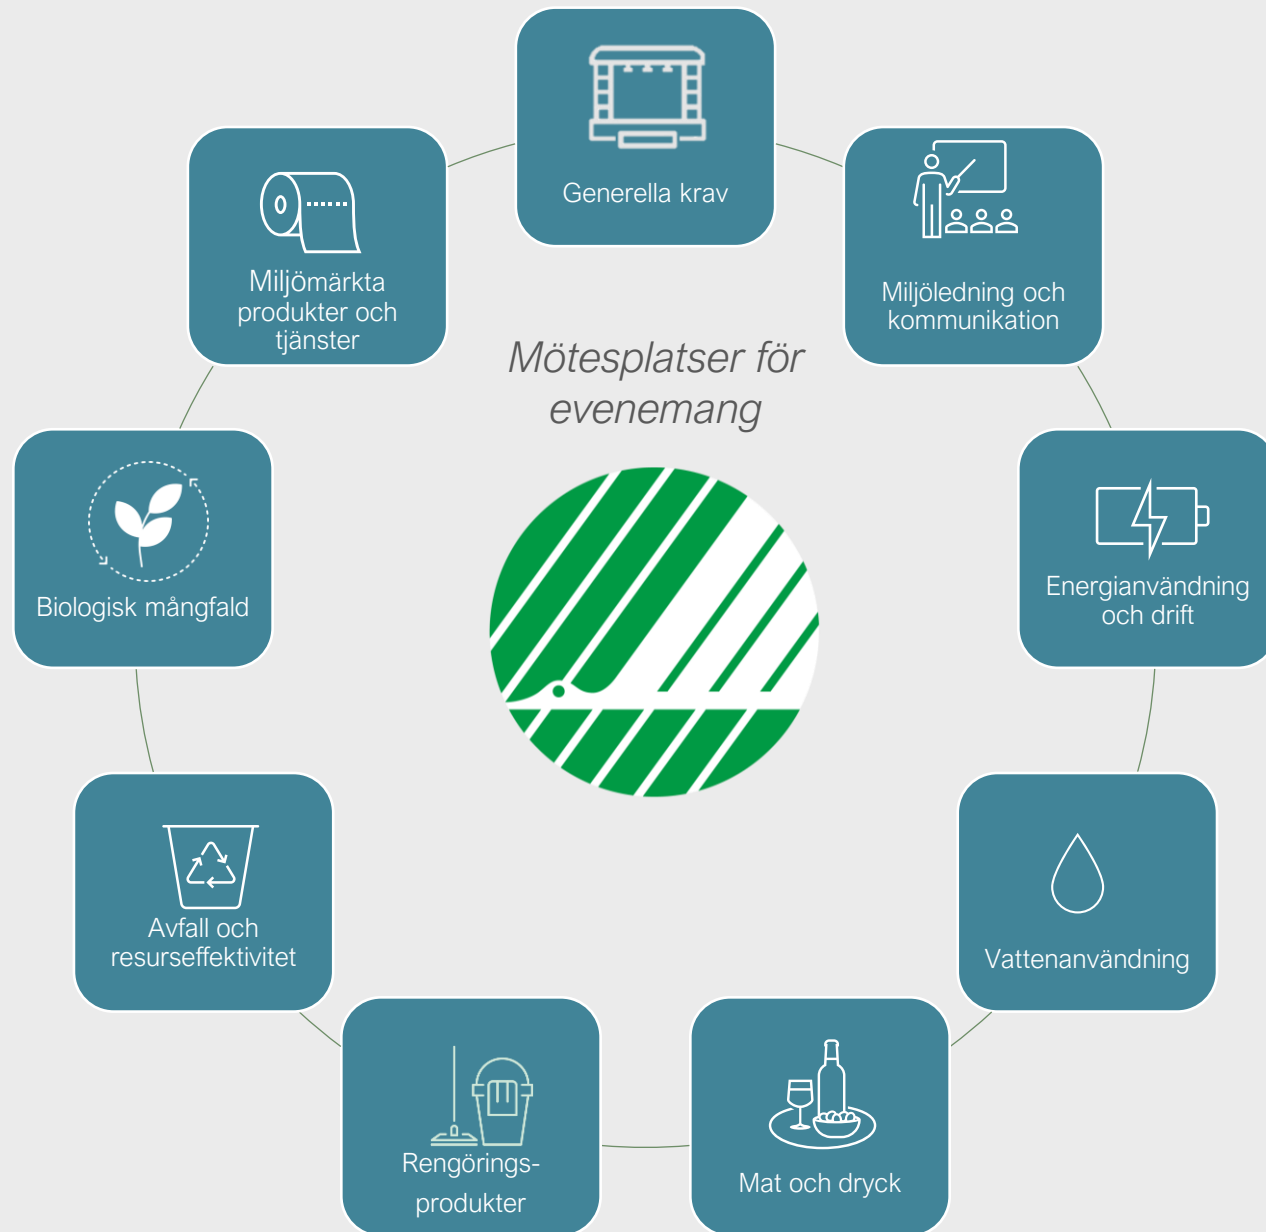 Generella krav
Miljömärkta
produkter och
tjänster
Miljöledning och
kommunikation
Mötesplatser för
evenemang
Biologisk mångfald
Energianvändning
och drift
Avfall och
resurseffektivitet
Vattenanvändning
Rengörings-
produkter
Mat och dryck